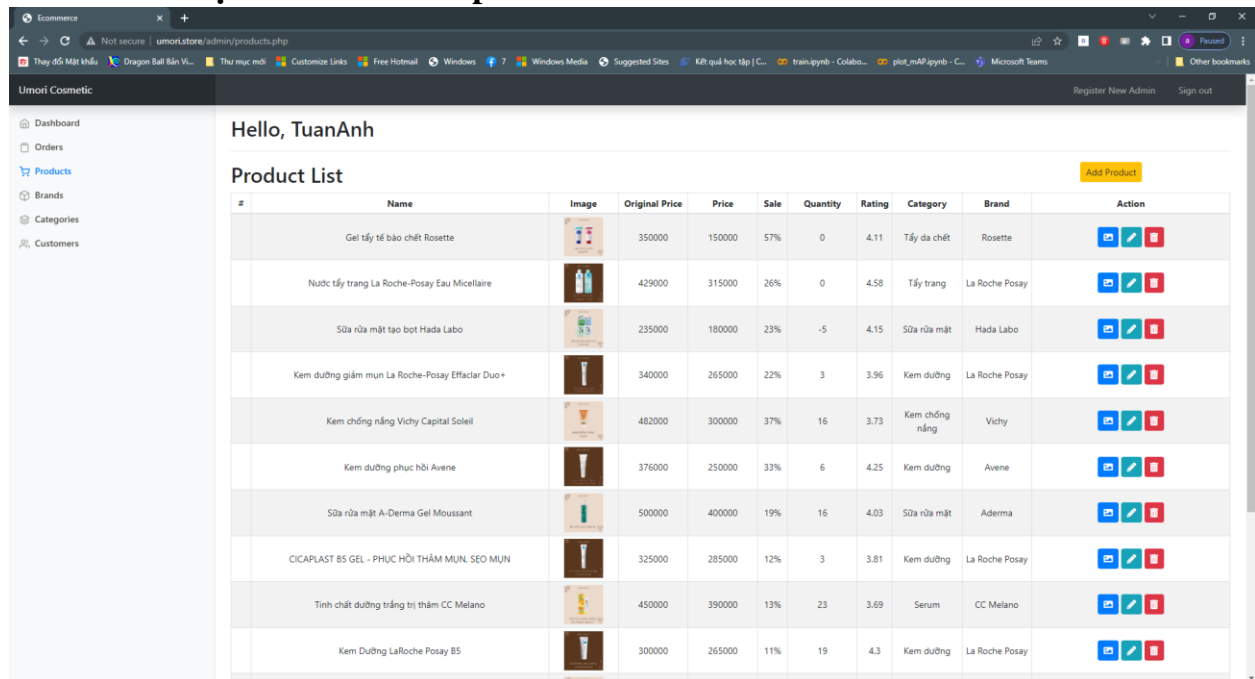 Ecommerce
Not secure | umori.store/admin/products.php
Paused
Thay đổi Mật khẩu Dragon Ball Bản Vi... Thư mục mới Customize Links Free Hotmail Windows 7 Windows Media Suggested Sites Kết quả học tập | C... train.ipynb - Colabo... plot_mAP.ipynb - C... Microsoft Teams Other bookmarks
Umori Cosmetic Register New Admin Sign out
Dashboard
Orders
Products
Brands
Categories
Customers
Hello, TuanAnh
Product List Add Product
# Name Image Original Price Price Sale Quantity Rating Category Brand Action
Gel tẩy tế bào chết Rosette 350000 150000 57% 0 4.11 Tẩy da chết Rosette
Nước tẩy trang La Roche-Posay Eau Micellaire 429000 315000 26% 0 4.58 Tẩy trang La Roche Posay
Sữa rửa mặt tạo bọt Hada Labo 235000 180000 23% -5 4.15 Sữa rửa mặt Hada Labo
Kem dưỡng giảm mụn La Roche-Posay Effaclar Duo+ 340000 265000 22% 3 3.96 Kem dưỡng La Roche Posay
Kem chống nắng Vichy Capital Soleil 482000 300000 37% 16 3.73 Kem chống nắng Vichy
Kem dưỡng phục hồi Avene 376000 250000 33% 6 4.25 Kem dưỡng Avene
Sữa rửa mặt A-Derma Gel Moussant 500000 400000 19% 16 4.03 Sữa rửa mặt Aderma
CICAPLAST B5 GEL - PHỤC HỒI THÂM MỤN, SẸO MỤN 325000 285000 12% 3 3.81 Kem dưỡng La Roche Posay
Tinh chất dưỡng trắng trị thâm CC Melano 450000 390000 13% 23 3.69 Serum CC Melano
Kem Dưỡng LaRoche Posay B5 300000 265000 11% 19 4.3 Kem dưỡng La Roche Posay